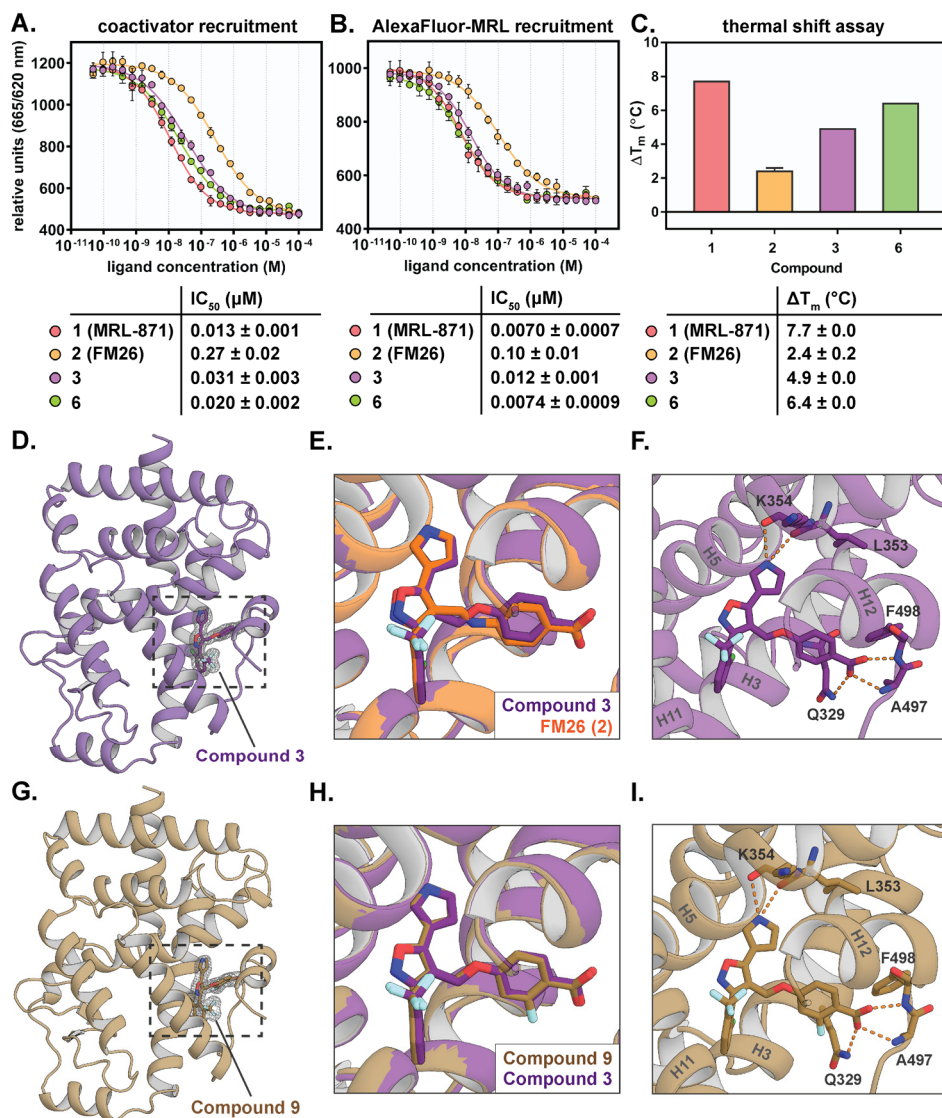 A. coactivator recruitment
relative units (665/620 nm)
1200
1000
800
600
400
10-11 10-10 10-9 10-8 10-7 10-6 10-5 10-4
ligand concentration (M)
IC50 (µM)
1 (MRL-871) 0.013 ± 0.001
2 (FM26) 0.27 ± 0.02
3 0.031 ± 0.003
6 0.020 ± 0.002
B. AlexaFluor-MRL recruitment
1000
800
600
400
10-11 10-10 10-9 10-8 10-7 10-6 10-5 10-4
ligand concentration (M)
IC50 (µM)
1 (MRL-871) 0.0070 ± 0.0007
2 (FM26) 0.10 ± 0.01
3 0.012 ± 0.001
6 0.0074 ± 0.0009
C. thermal shift assay
ΔTm (°C)
10
8
6
4
2
0
1 2 3 6
Compound
ΔTm (°C)
1 (MRL-871) 7.7 ± 0.0
2 (FM26) 2.4 ± 0.2
3 4.9 ± 0.0
6 6.4 ± 0.0
D.
Compound 3
E.
Compound 3
FM26 (2)
F.
K354
L353
H5
H12
F498
H3
H11
Q329
A497
G.
Compound 9
H.
Compound 9
Compound 3
I.
K354
L353
H5
H12
F498
H3
H11
Q329
A497